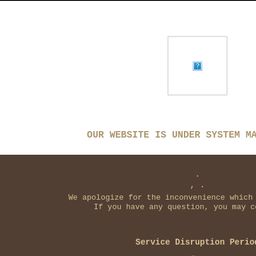 OUR WEBSITE IS UNDER SYSTEM MA
.
, .
We apologize for the inconvenience which
If you have any question, you may c
Service Disruption Perio